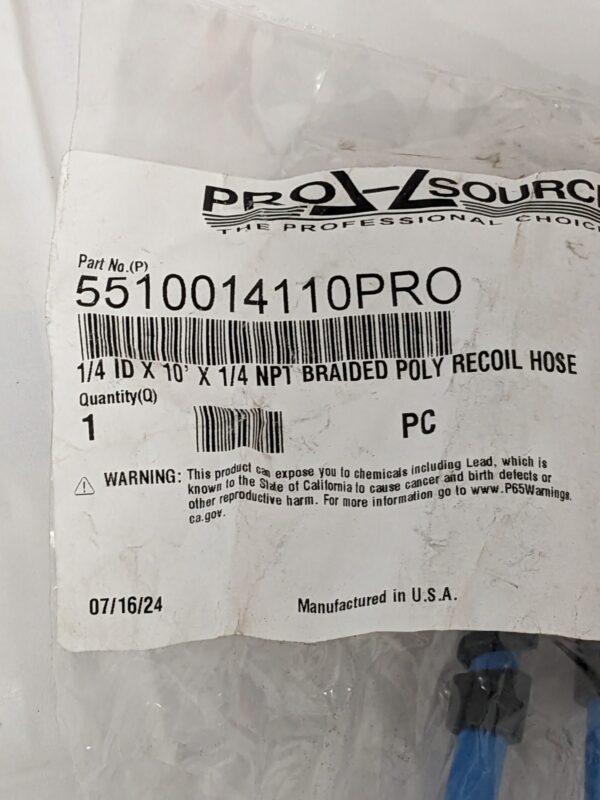 PRO SOURC
THE PROFESSIONAL CHOIC
Part No.(P)
5510014110PRO
1/4 ID X 10' X 1/4 NPT BRAIDED POLY RECOIL HOSE
Quantity(Q)
1 PC
⚠ WARNING: This product can expose you to chemicals including Lead, which is
known to the State of California to cause cancer and birth defects or
other reproductive harm. For more information go to www.P65Warnings.
ca.gov.
07/16/24 Manufactured in U.S.A.